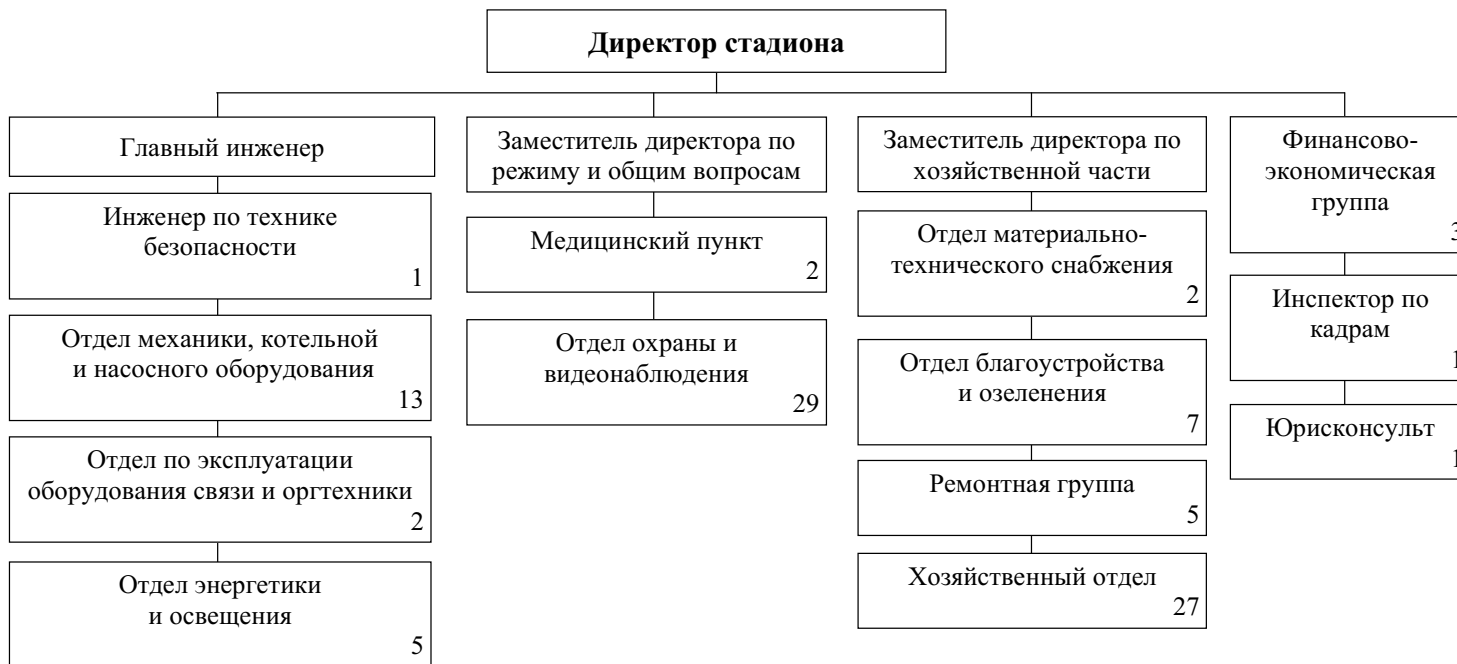 Директор стадиона
Главный инженер
Инженер по технике
безопасности
1
Отдел механики, котельной
и насосного оборудования
13
Отдел по эксплуатации
оборудования связи и оргтехники
2
Отдел энергетики
и освещения
5
Заместитель директора по
режиму и общим вопросам
Медицинский пункт
2
Отдел охраны и
видеонаблюдения
29
Заместитель директора по
хозяйственной части
Отдел материально-
технического снабжения
2
Отдел благоустройства
и озеленения
7
Ремонтная группа
5
Хозяйственный отдел
27
Финансово-
экономическая
группа
3
Инспектор по
кадрам
1
Юрисконсульт
1